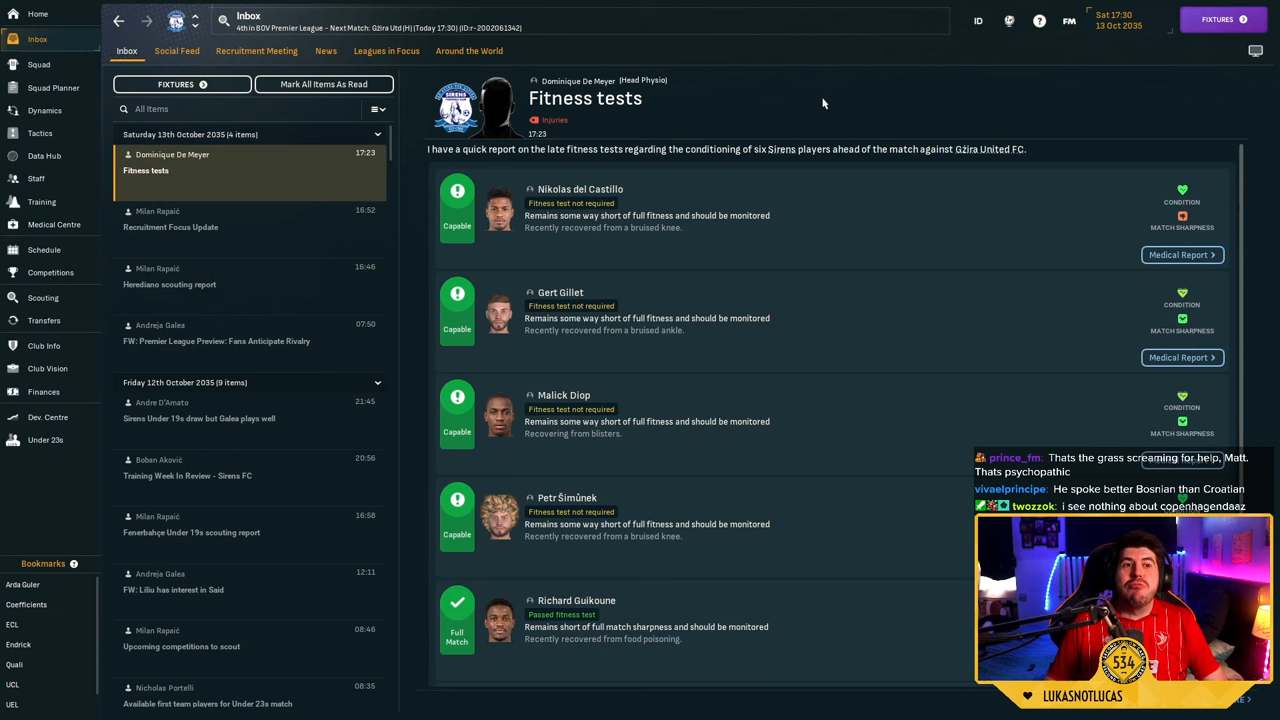 Home
Inbox
Squad
Squad Planner
Dynamics
Tactics
Data Hub
Staff
Training
Medical Centre
Schedule
Competitions
Scouting
Transfers
Club Info
Club Vision
Finances
Dev. Centre
Under 23s
Bookmarks
Arda Guler
Coefficients
ECL
Endrick
Quali
UCL
UEL
Inbox
4th in BOV Premier League - Next Match: Gżira Utd (H) (Today 17:30) (ID:r-2002061342)
ID
FM
Sat 17:30
13 Oct 2035
FIXTURES
Inbox
Social Feed
Recruitment Meeting
News
Leagues in Focus
Around the World
FIXTURES
Mark All Items As Read
All Items
Saturday 13th October 2035 (4 items)
Dominique De Meyer 17:23
Fitness tests
Milan Rapaić 16:52
Recruitment Focus Update
Milan Rapaić 16:46
Herediano scouting report
Andreja Galea 07:50
FW: Premier League Preview: Fans Anticipate Rivalry
Friday 12th October 2035 (9 items)
Andre D'Amato 21:45
Sirens Under 19s draw but Galea plays well
Boban Aković 20:56
Training Week In Review - Sirens FC
Milan Rapaić 16:58
Fenerbahçe Under 19s scouting report
Andreja Galea 12:11
FW: Liliu has interest in Said
Milan Rapaić 08:46
Upcoming competitions to scout
Nicholas Portelli 08:35
Available first team players for Under 23s match
SIRENS
Dominique De Meyer (Head Physio)
Fitness tests
Injuries
17:23
I have a quick report on the late fitness tests regarding the conditioning of six Sirens players ahead of the match against Gżira United FC.
Capable
Nikolas del Castillo
Fitness test not required
Remains some way short of full fitness and should be monitored
Recently recovered from a bruised knee.
CONDITION
MATCH SHARPNESS
Medical Report
Capable
Gert Gillet
Fitness test not required
Remains some way short of full fitness and should be monitored
Recently recovered from a bruised ankle.
CONDITION
MATCH SHARPNESS
Medical Report
Capable
Malick Diop
Fitness test not required
Remains some way short of full fitness and should be monitored
Recovering from blisters.
CONDITION
MATCH SHARPNESS
Capable
Petr Šimůnek
Fitness test not required
Remains some way short of full fitness and should be monitored
Recently recovered from a bruised knee.
Full Match
Richard Guikoune
Passed fitness test
Remains short of full match sharpness and should be monitored
Recently recovered from food poisoning.
prince_fm: Thats the grass screaming for help, Matt.
Thats psychopathic
vivaelprincipe: He spoke better Bosnian than Croatian
twozzok: i see nothing about copenhagendaaz
534
LUKASNOTLUCAS